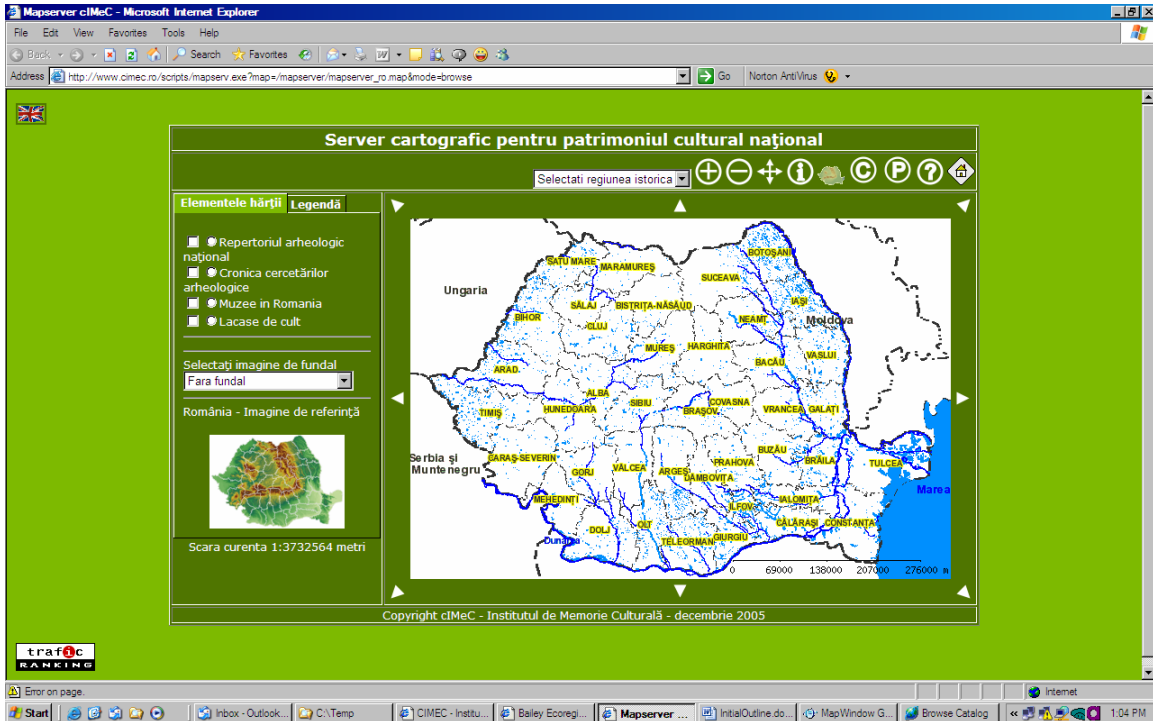 Mapserver cIMeC - Microsoft Internet Explorer
File Edit View Favorites Tools Help
Back Search Favorites
Address http://www.cimec.ro/scripts/mapserv.exe?map=/mapserver/mapserver_ro.map&mode=browse Go Norton AntiVirus
Server cartografic pentru patrimoniul cultural naţional
Selectati regiunea istorica
Elementele hărţii Legendă
Repertoriul arheologic
naţional
Cronica cercetărilor
arheologice
Muzee in Romania
Lacase de cult
Selectaţi imagine de fundal
Fara fundal
România - Imagine de referinţă
Scara curenta 1:3732564 metri
BOTOŞANI
SATU MARE MARAMUREŞ
SUCEAVA
Ungaria
SĂLAJ BISTRIŢA-NĂSĂUD IAŞI
BIHOR CLUJ NEAMŢ Moldova
MUREŞ HARGHITA
BACĂU VASLUI
ARAD
ALBA
TIMIŞ HUNEDOARA SIBIU BRAŞOV COVASNA VRANCEA GALAŢI
Serbia şi
Muntenegru
CARAŞ-SEVERIN BUZĂU
GORJ VÂLCEA ARGEŞ PRAHOVA BRĂILA TULCEA
DAMBOVIŢA
Marea
MEHEDINŢI ILFOV IALOMIŢA
DOLJ OLT CĂLĂRAŞI CONSTANŢA
Dunarea TELEORMAN GIURGIU
0 69000 138000 207000 276000 m
Copyright cIMeC - Institutul de Memorie Culturală - decembrie 2005
trafic
RANKING
Error on page. Internet
Start Inbox - Outlook... C:\Temp CIMEC - Institu... Bailey Ecoregi... Mapserver ... InitialOutline.do... MapWindow G... Browse Catalog 1:04 PM